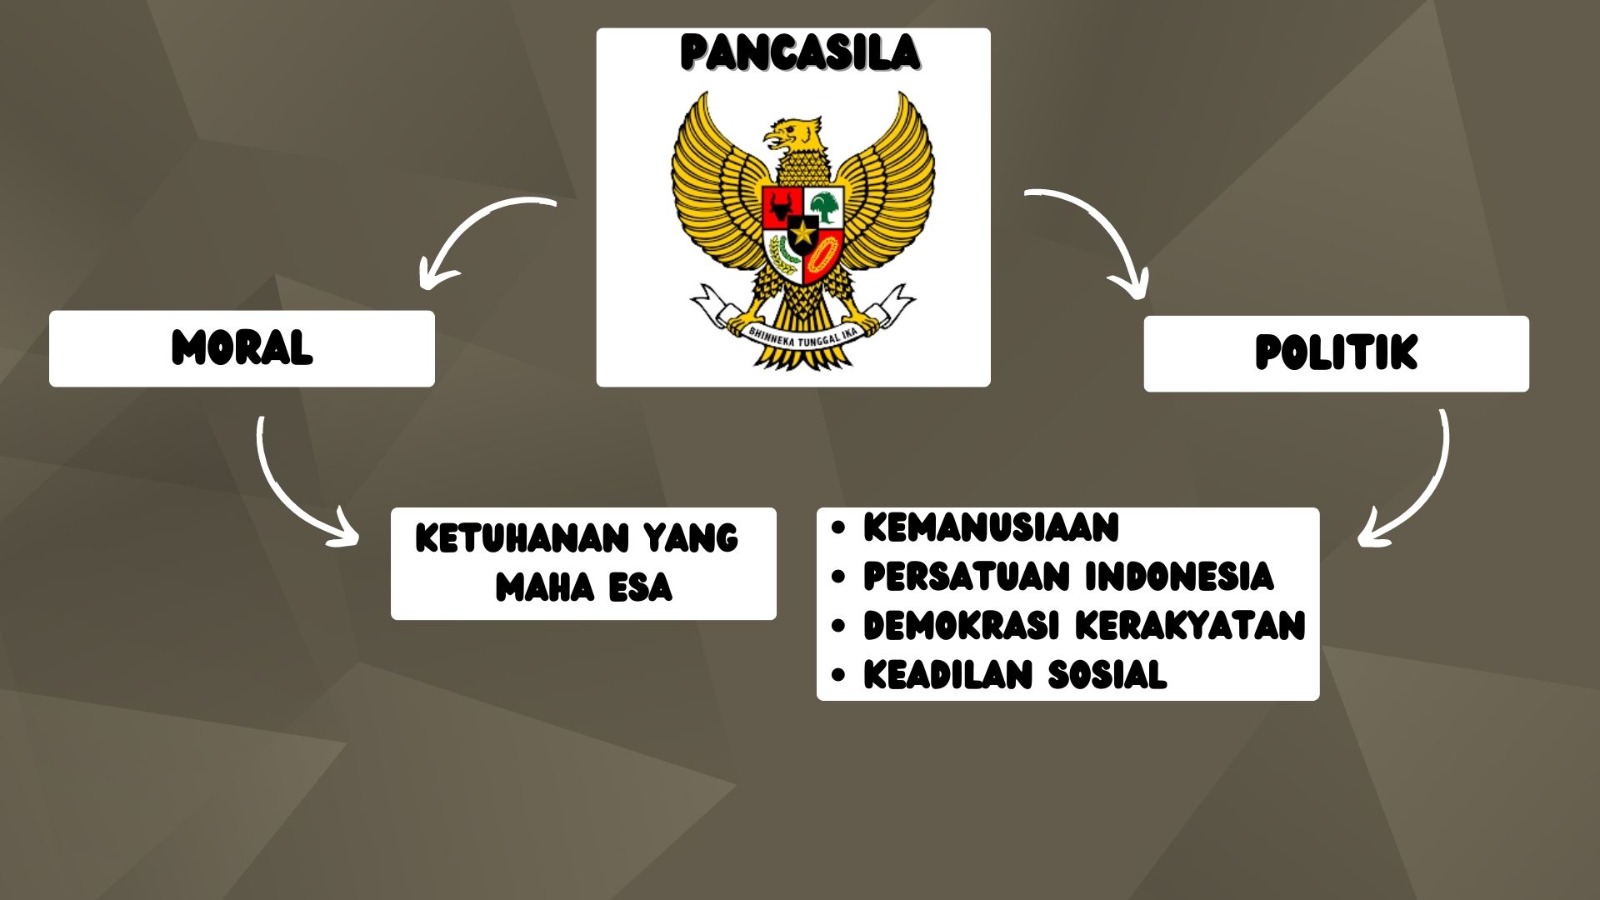 PANCASILA
BHINNEKA TUNGGAL IKA
MORAL
POLITIK
KETUHANAN YANG
MAHA ESA
• KEMANUSIAAN
• PERSATUAN INDONESIA
• DEMOKRASI KERAKYATAN
• KEADILAN SOSIAL